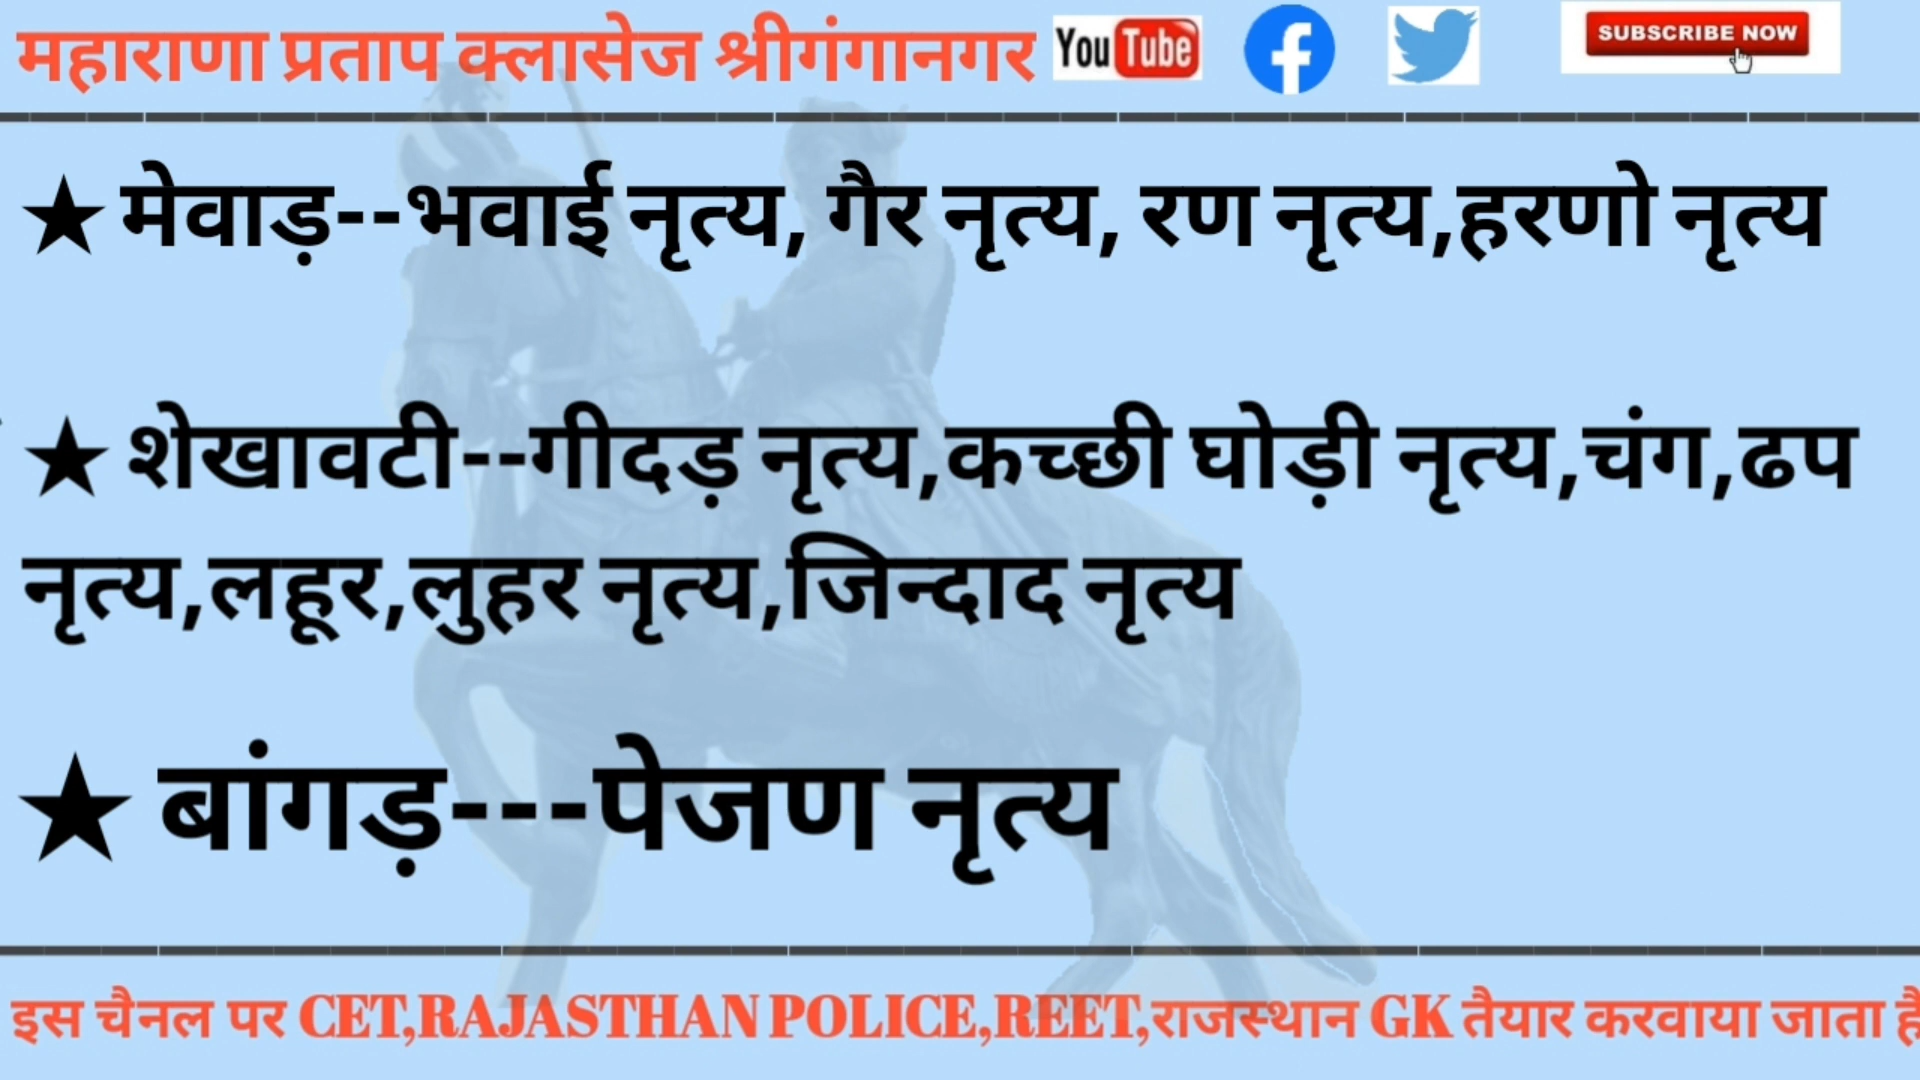 महाराणा प्रताप क्लासेज श्रीगंगानगर YouTube SUBSCRIBE NOW
★ मेवाड़--भवाई नृत्य, गैर नृत्य, रण नृत्य,हरणो नृत्य
★ शेखावटी--गीदड़ नृत्य,कच्छी घोड़ी नृत्य,चंग,ढप
नृत्य,लहूर,लुहर नृत्य,जिन्दाद नृत्य
★ बांगड़---पेजण नृत्य
इस चैनल पर CET,RAJASTHAN POLICE,REET,राजस्थान GK तैयार करवाया जाता है